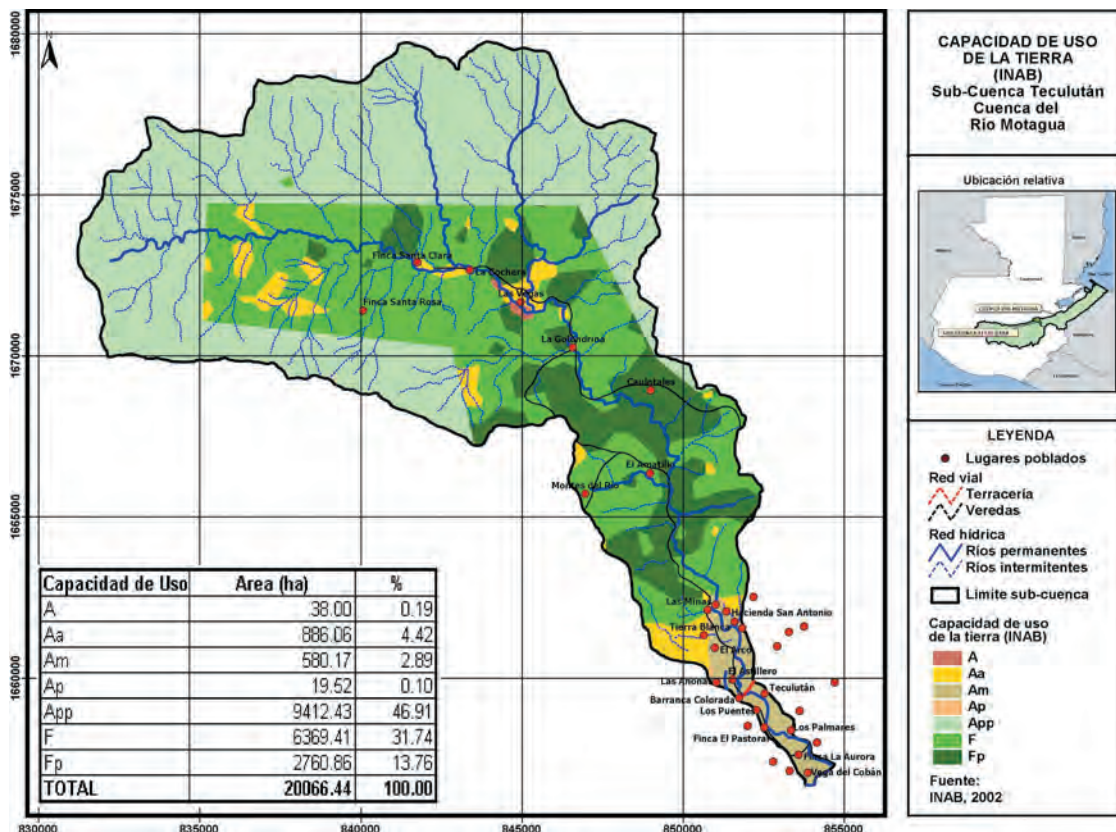 N
1680000
1675000
1670000
1665000
1660000
830000
835000
840000
845000
850000
855000
Finca Santa Clara
La Cochera
Las Vegas
Finca Santa Rosa
La Golondrina
Cauintales
El Amatillo
Montes del Río
Las Minas
Hacienda San Antonio
Tierra Blanca
El Arco
El Astillero
Las Anonas
Teculután
Barranca Colorada
Los Puentes
Los Palmares
Finca El Pastoral
Finca La Aurora
Vega del Cobán
Capacidad de Uso Area (ha) %
A 38.00 0.19
Aa 886.06 4.42
Am 580.17 2.89
Ap 19.52 0.10
App 9412.43 46.91
F 6369.41 31.74
Fp 2760.86 13.76
TOTAL 20066.44 100.00
CAPACIDAD DE USO
DE LA TIERRA
(INAB)
Sub-Cuenca Teculután
Cuenca del
Río Motagua
Ubicación relativa
LEYENDA
Lugares poblados
Red vial
Terracería
Veredas
Red hídrica
Ríos permanentes
Ríos intermitentes
Límite sub-cuenca
Capacidad de uso
de la tierra (INAB)
A
Aa
Am
Ap
App
F
Fp
Fuente:
INAB, 2002